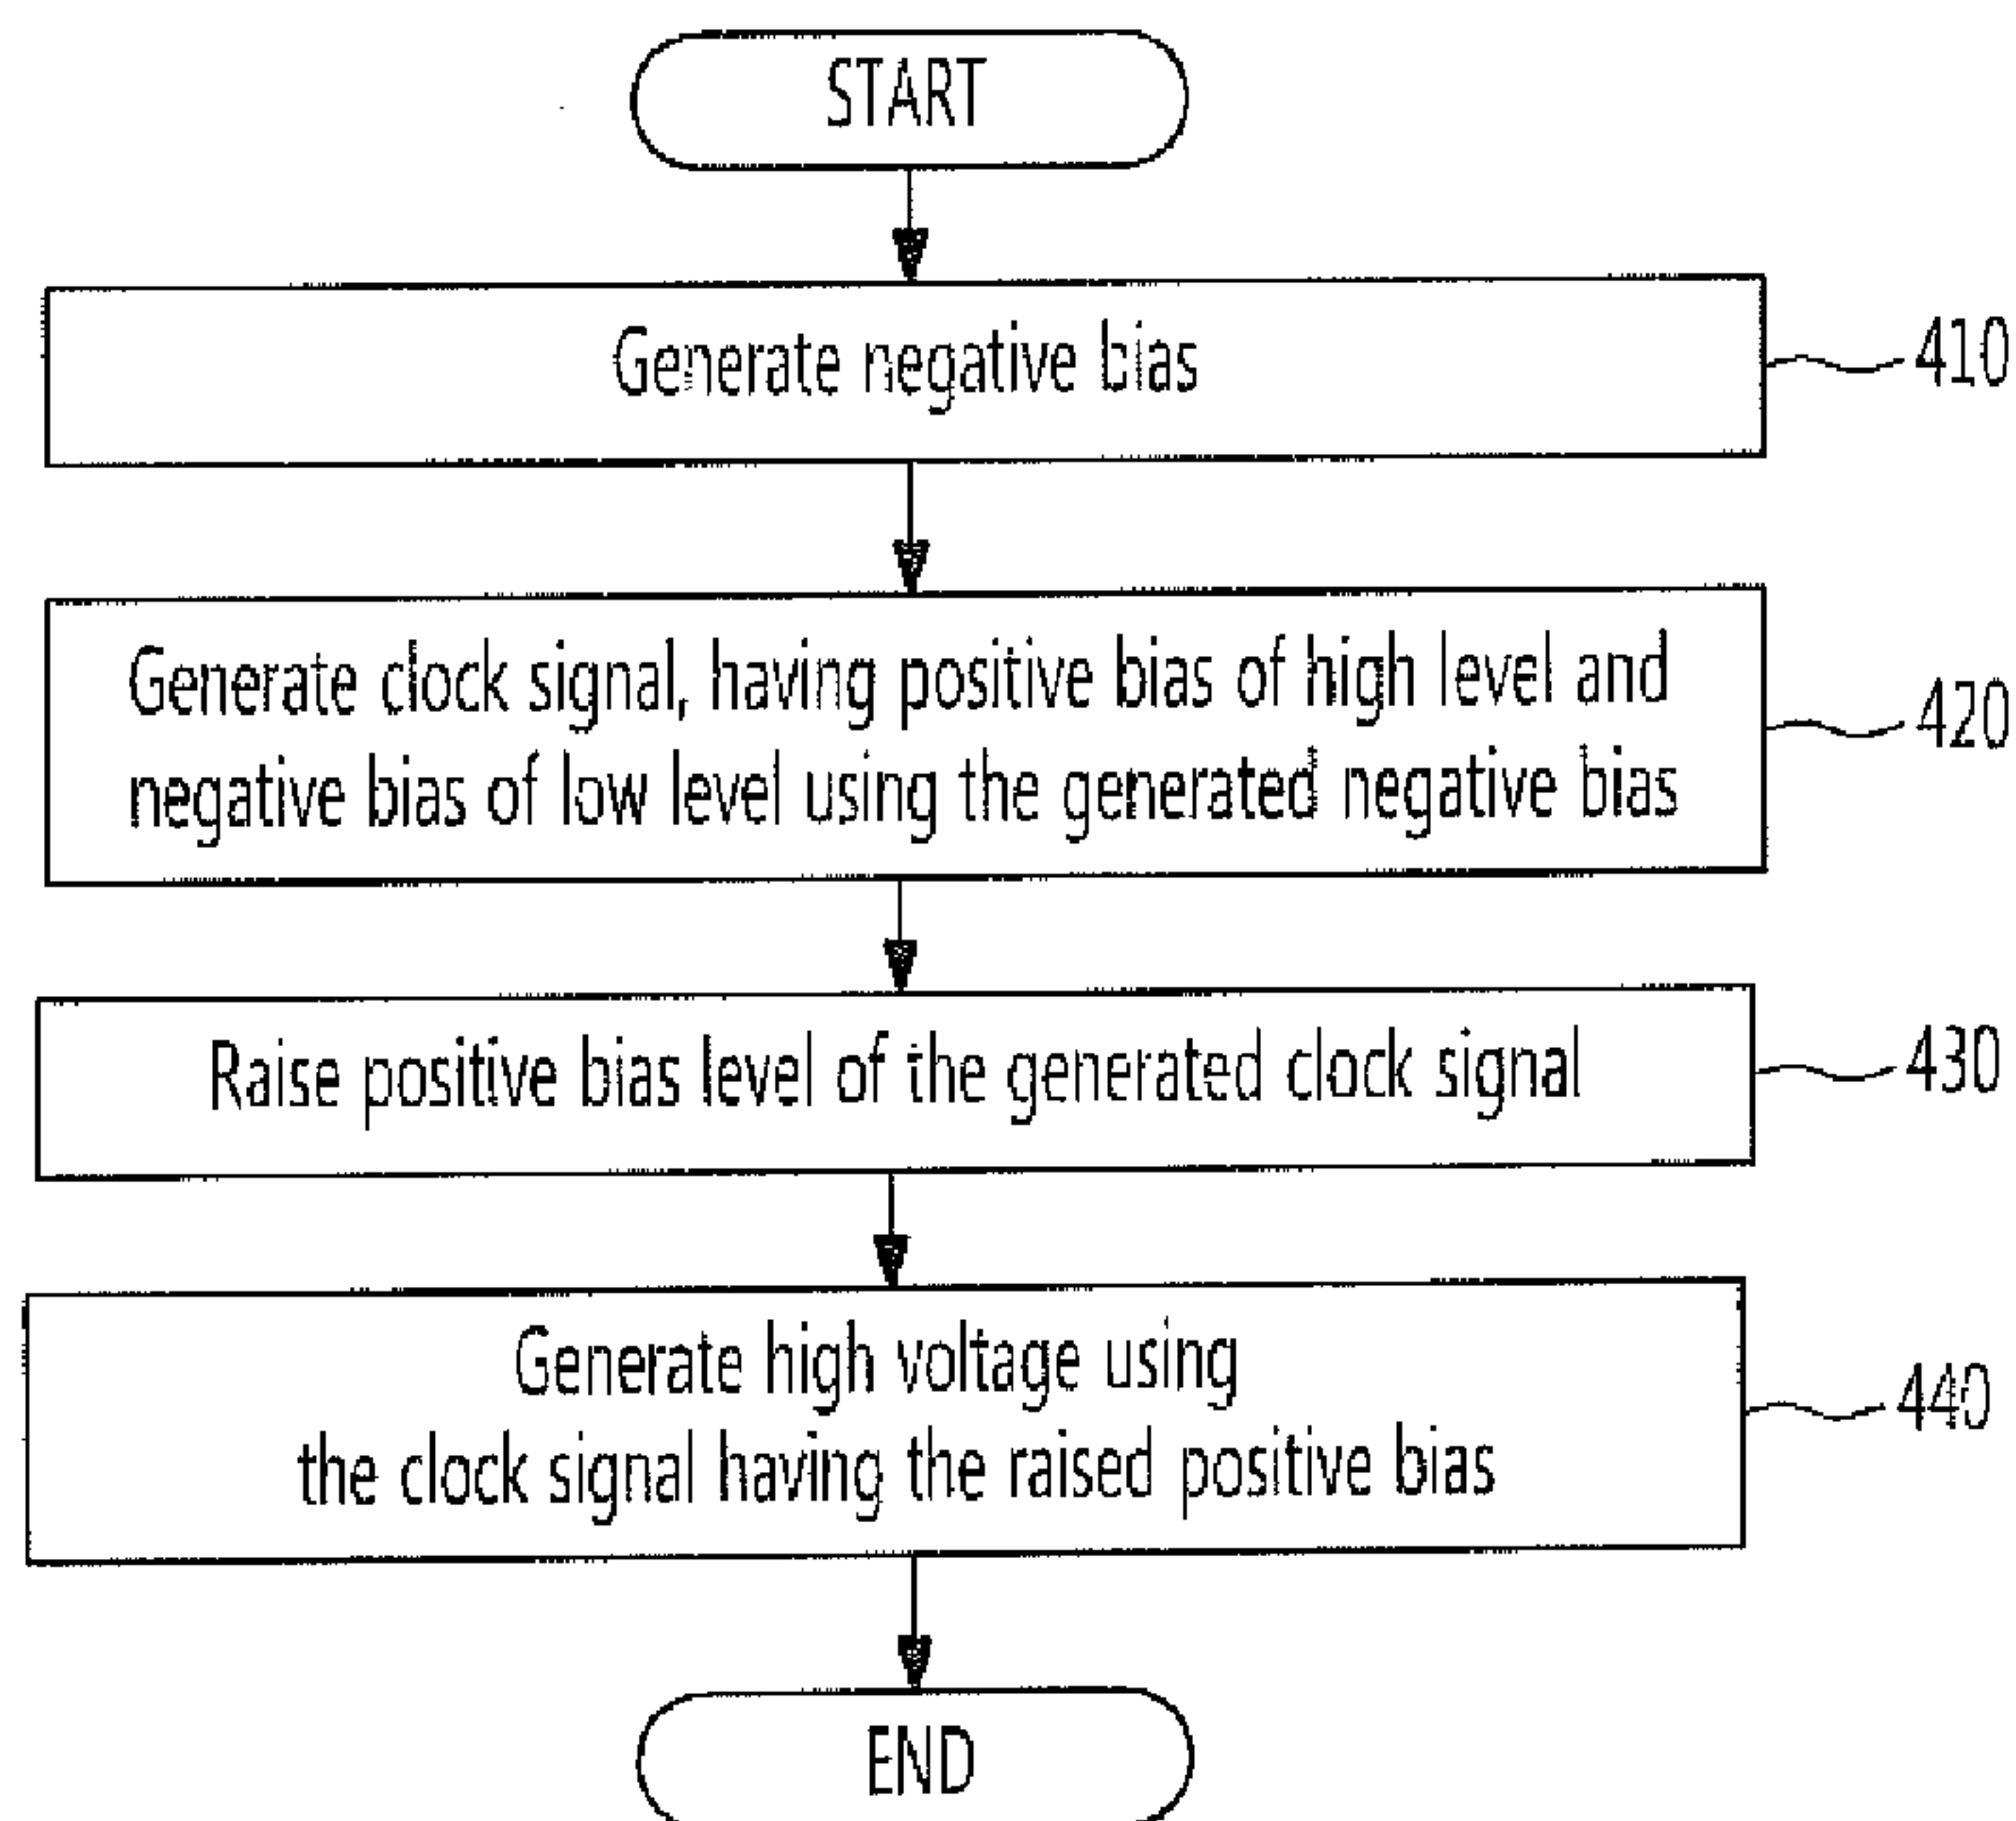 START
Generate negative bias
410
Generate clock signal, having positive bias of high level and
negative bias of low level using the generated negative bias
420
Raise positive bias level of the generated clock signal
430
Generate high voltage using
the clock signal having the raised positive bias
440
END